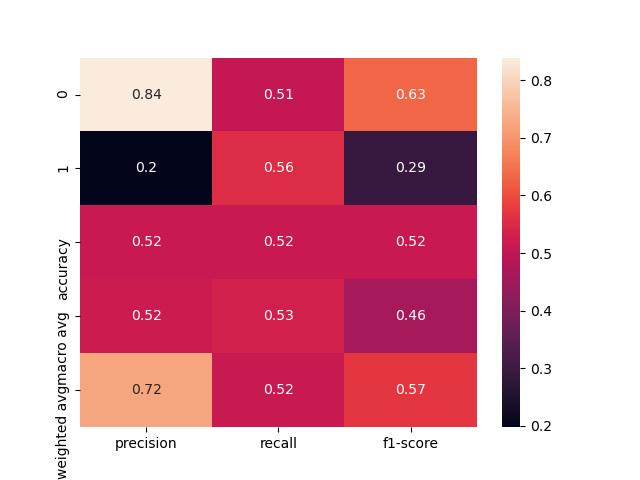 0 0.84 0.51 0.63
1 0.2 0.56 0.29
accuracy 0.52 0.52 0.52
macro avg 0.52 0.53 0.46
weighted avg 0.72 0.52 0.57
precision recall f1-score
0.8
0.7
0.6
0.5
0.4
0.3
0.2